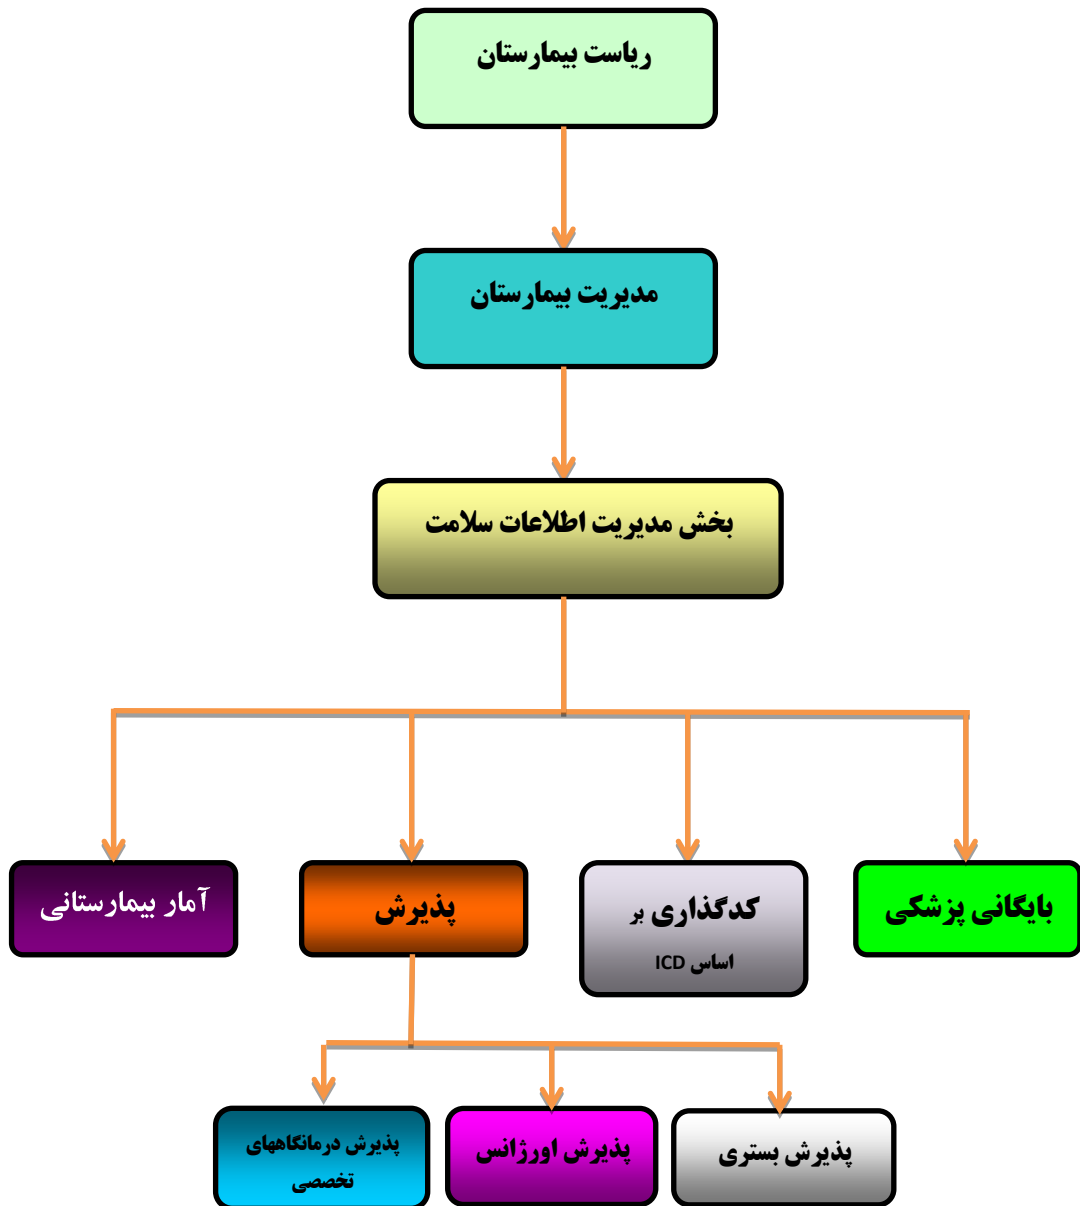 ریاست بیمارستان
مدیریت بیمارستان
بخش مدیریت اطلاعات سلامت
بایگانی پزشکی
کدگذاری بر
اساس ICD
پذیرش
آمار بیمارستانی
پذیرش بستری
پذیرش اورژانس
پذیرش درمانگاههای
تخصصی